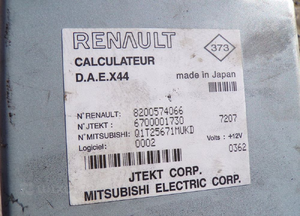 RENAULT
373
CALCULATEUR
D.A.E.X44
made in Japan
N°RENAULT: 8200574066
N°JTEKT: 6700001730 7207
N°MITSUBISHI: Q1T25671MUKD Volts: +12V
Logiciel: 0002 0362
JTEKT CORP.
MITSUBISHI ELECTRIC CORP.